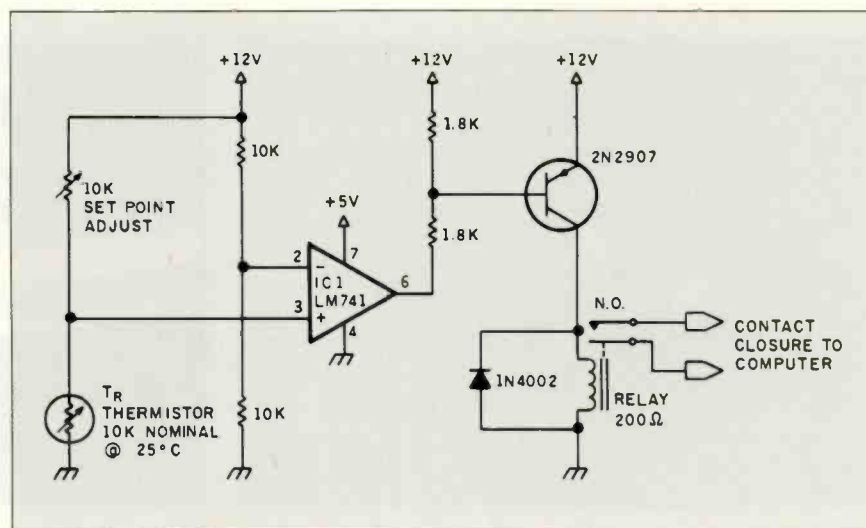 +12V
+12V
+12V
10K
SET POINT
ADJUST
10K
1.8K
2N2907
+5V
1.8K
2
7
6
IC1
LM741
3
4
N.O.
CONTACT
CLOSURE TO
COMPUTER
TR
THERMISTOR
10K NOMINAL
@ 25°C
10K
1N4002
RELAY
200Ω